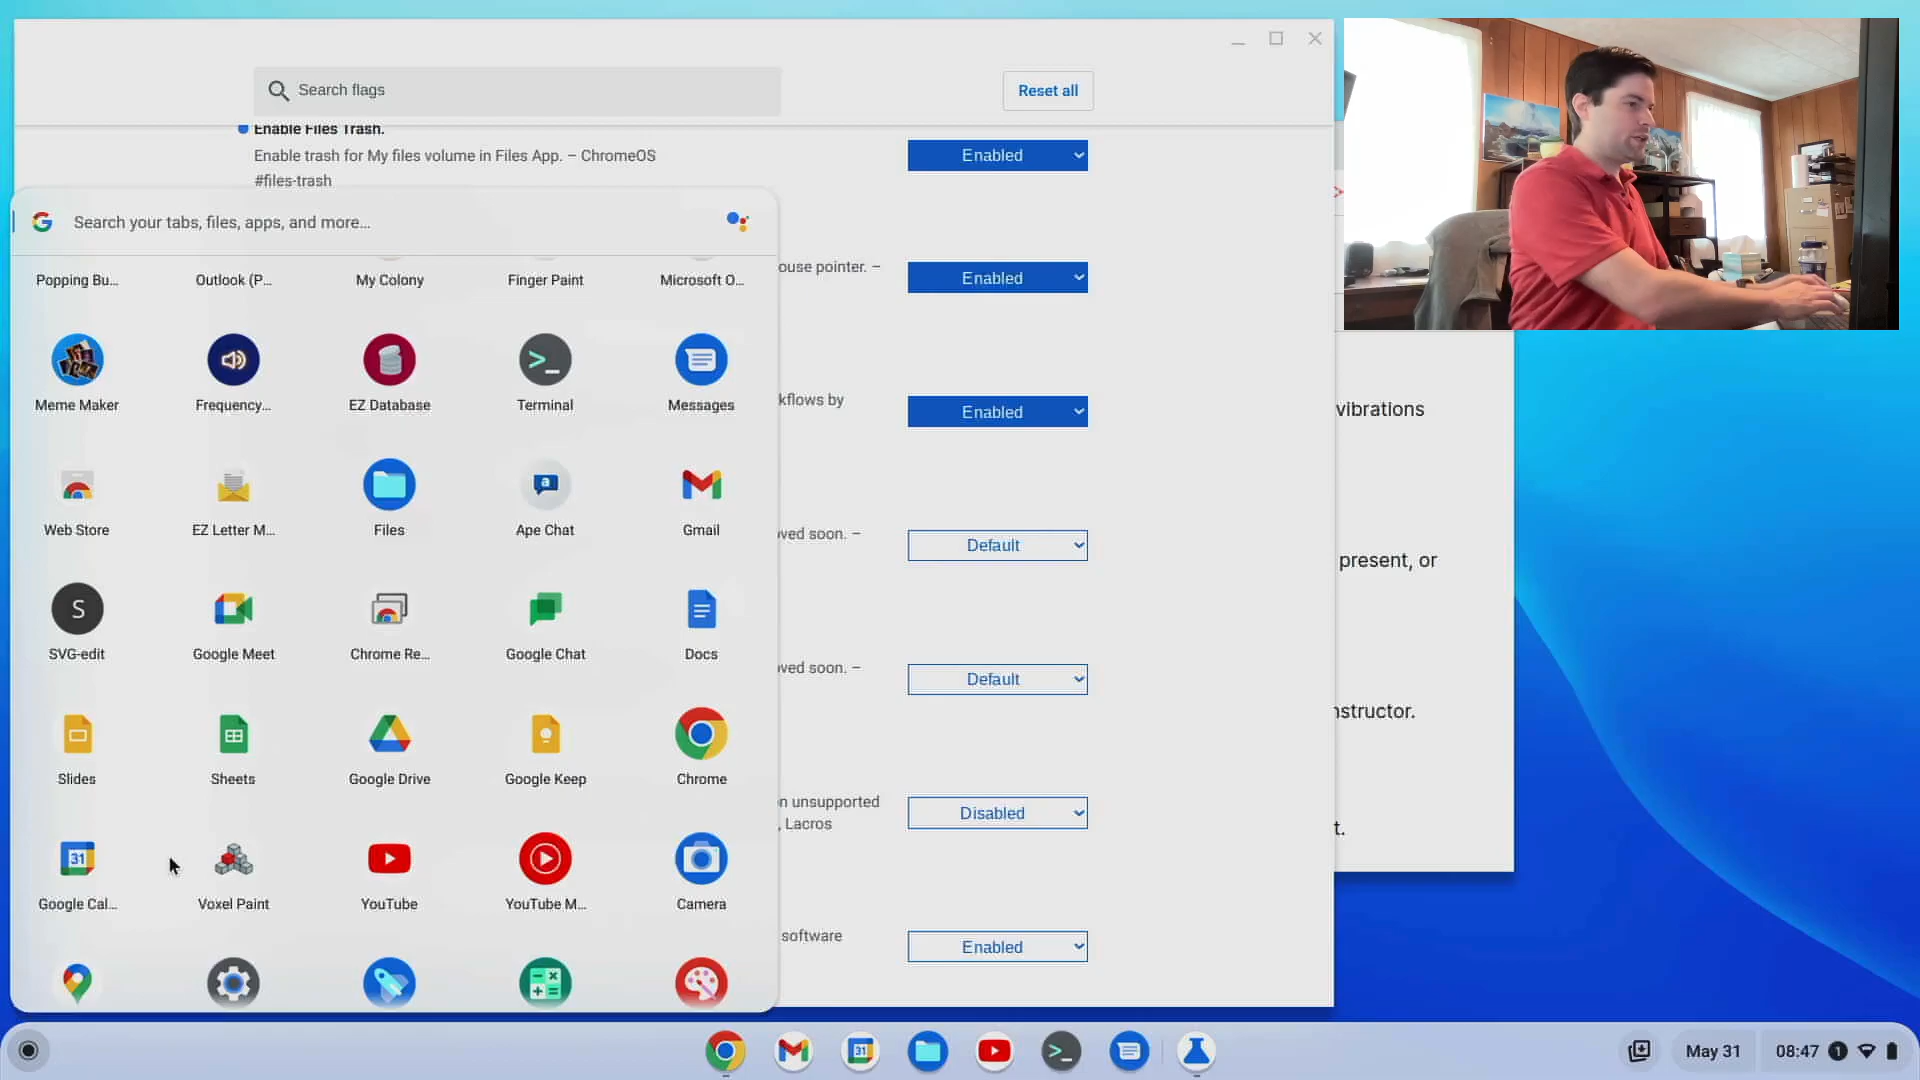 Search flags
Reset all
Enable Files Trash.
Enable trash for My files volume in Files App. – ChromeOS
#files-trash
Enabled
Search your tabs, files, apps, and more...
ouse pointer. –
Enabled
Popping Bu...
Outlook (P...
My Colony
Finger Paint
Microsoft O...
kflows by
Enabled
vibrations
Meme Maker
Frequency...
EZ Database
Terminal
Messages
oved soon. –
Default
present, or
Web Store
EZ Letter M...
Files
a
Ape Chat
Gmail
S
SVG-edit
Google Meet
Chrome Re...
Google Chat
Docs
oved soon. –
Default
nstructor.
Slides
Sheets
Google Drive
Google Keep
Chrome
n unsupported
, Lacros
Disabled
t.
31
Google Cal...
Voxel Paint
YouTube
YouTube M...
Camera
software
Enabled
31
May 31
08:47
1